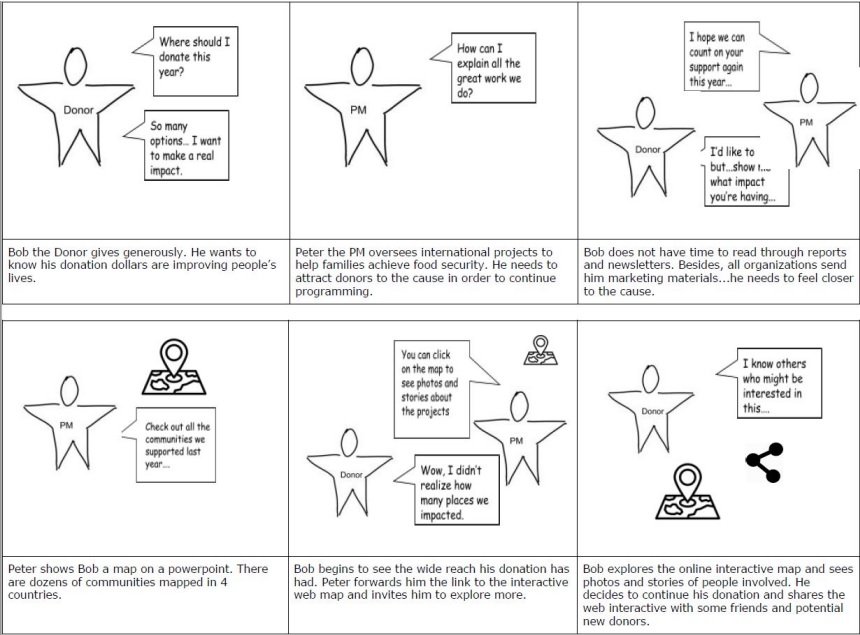 Where should I
donate this
year?
Donor
So many
options... I want
to make a real
impact.
Bob the Donor gives generously. He wants to
know his donation dollars are improving people's
lives.
How can I
explain all the
great work we
do?
PM
Peter the PM oversees international projects to
help families achieve food security. He needs to
attract donors to the cause in order to continue
programming.
I hope we can
count on your
support again
this year...
PM
Donor
I'd like to
but...show
what impact
you're having...
Bob does not have time to read through reports
and newsletters. Besides, all organizations send
him marketing materials...he needs to feel closer
to the cause.
PM
Check out all the
communities we
supported last
year...
Peter shows Bob a map on a powerpoint. There
are dozens of communities mapped in 4
countries.
You can click
on the map to
see photos and
stories about
the projects
PM
Donor
Wow, I didn't
realize how
many places we
impacted.
Bob begins to see the wide reach his donation has
had. Peter forwards him the link to the interactive
web map and invites him to explore more.
I know others
who might be
interested in
this....
Donor
Bob explores the online interactive map and sees
photos and stories of people involved. He
decides to continue his donation and shares the
web interactive with some friends and potential
new donors.